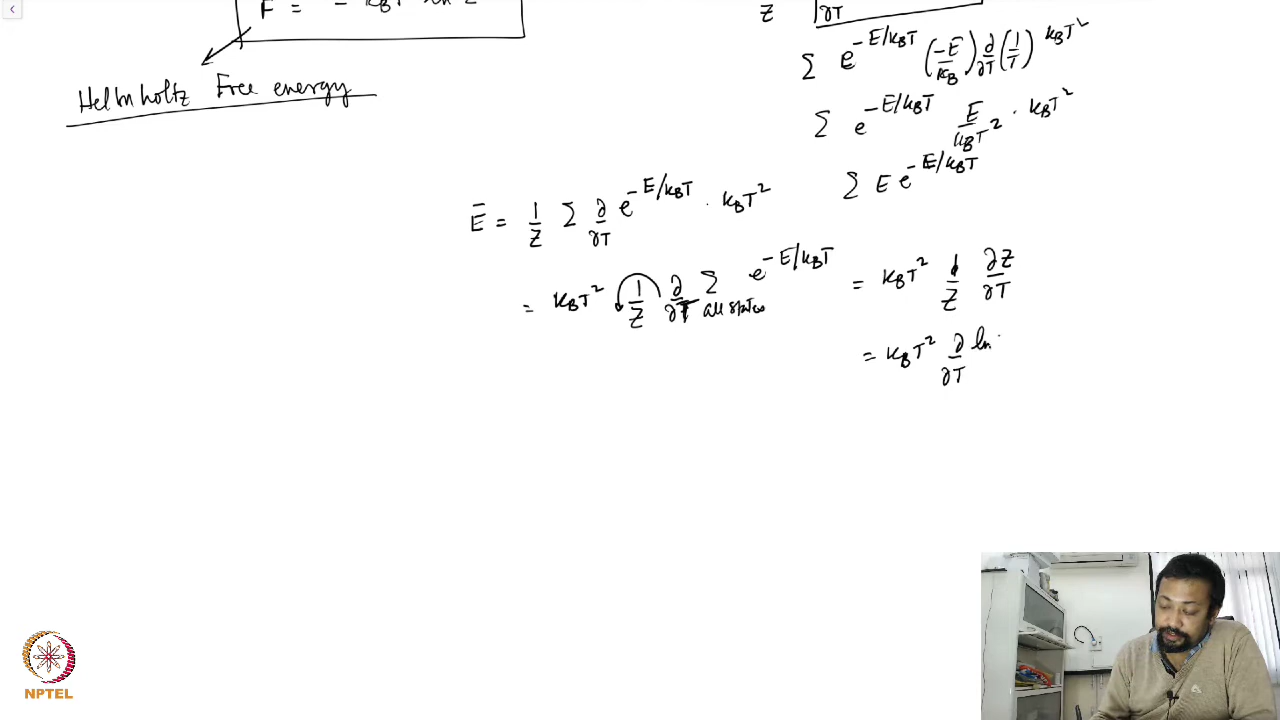 F = - k_BT ln Z
Helmholtz Free energy
Z ∂T
Σ e^{-E/k_BT} (-E/k_B) ∂/∂T (1/T) k_BT²
Σ e^{-E/k_BT} E/k_BT² · k_BT²
Σ E e^{-E/k_BT}
Ē = 1/Z Σ ∂/∂T e^{-E/k_BT} · k_BT²
= k_BT² 1/Z ∂/∂T Σ_{all states} e^{-E/k_BT} = k_BT² 1/Z ∂Z/∂T
= k_BT² ∂/∂T ln
NPTEL